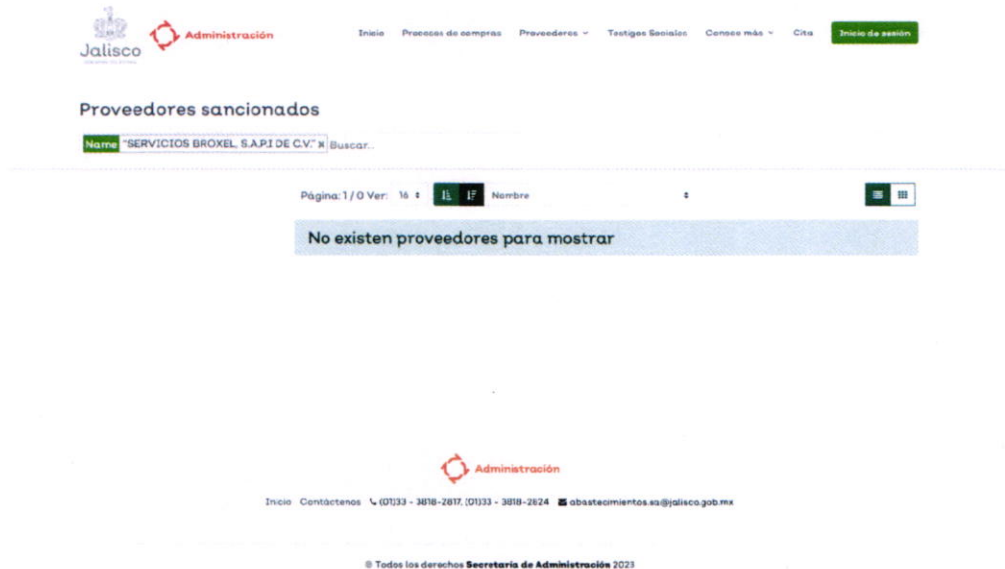 Jalisco
Administración
Inicio Procesos de compras Proveedores Testigos Sociales Conoce más Cita Inicio de sesión
Proveedores sancionados
Name "SERVICIOS BROXEL, S.A.P.I DE C.V." x Buscar...
Página: 1 / 0 Ver: 16 Nombre
No existen proveedores para mostrar
Administración
Inicio Contáctenos (01)33 - 3818-2817, (01)33 - 3818-2824 abastecimientos.sa@jalisco.gob.mx
© Todos los derechos Secretaría de Administración 2023